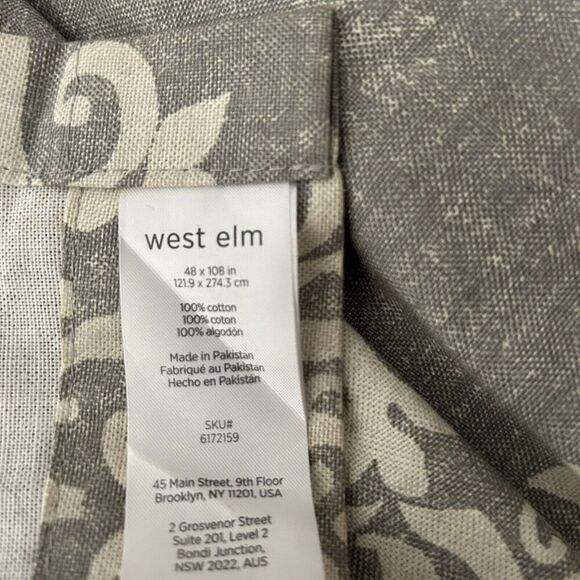 west elm
48 x 108 in
121.9 x 274.3 cm
100% cotton
100% coton
100% algodón
Made in Pakistan
Fabriqué au Pakistan
Hecho en Pakistán
SKU#
6172159
45 Main Street, 9th Floor
Brooklyn, NY 11201, USA
2 Grosvenor Street
Suite 201, Level 2
Bondi Junction,
NSW 2022, AUS